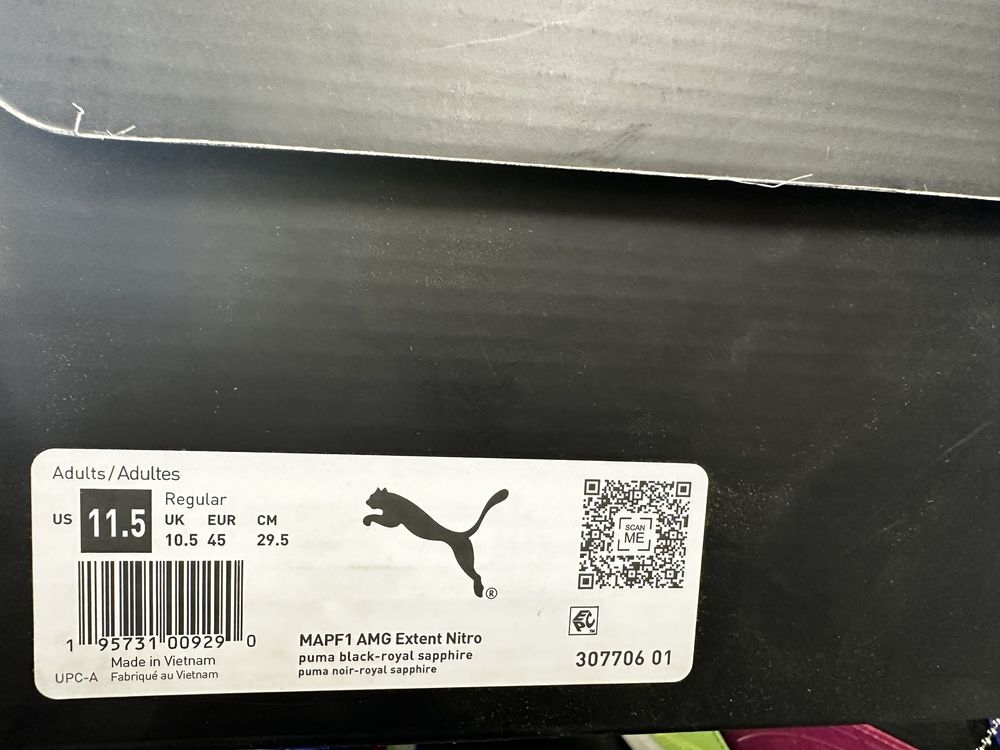 Adults/Adultes
US 11.5
Regular
UK EUR CM
10.5 45 29.5
SCAN
ME
®
1 95731 00929 0
Made in Vietnam
UPC-A Fabriqué au Vietnam
MAPF1 AMG Extent Nitro
puma black-royal sapphire
puma noir-royal sapphire
EPC
307706 01